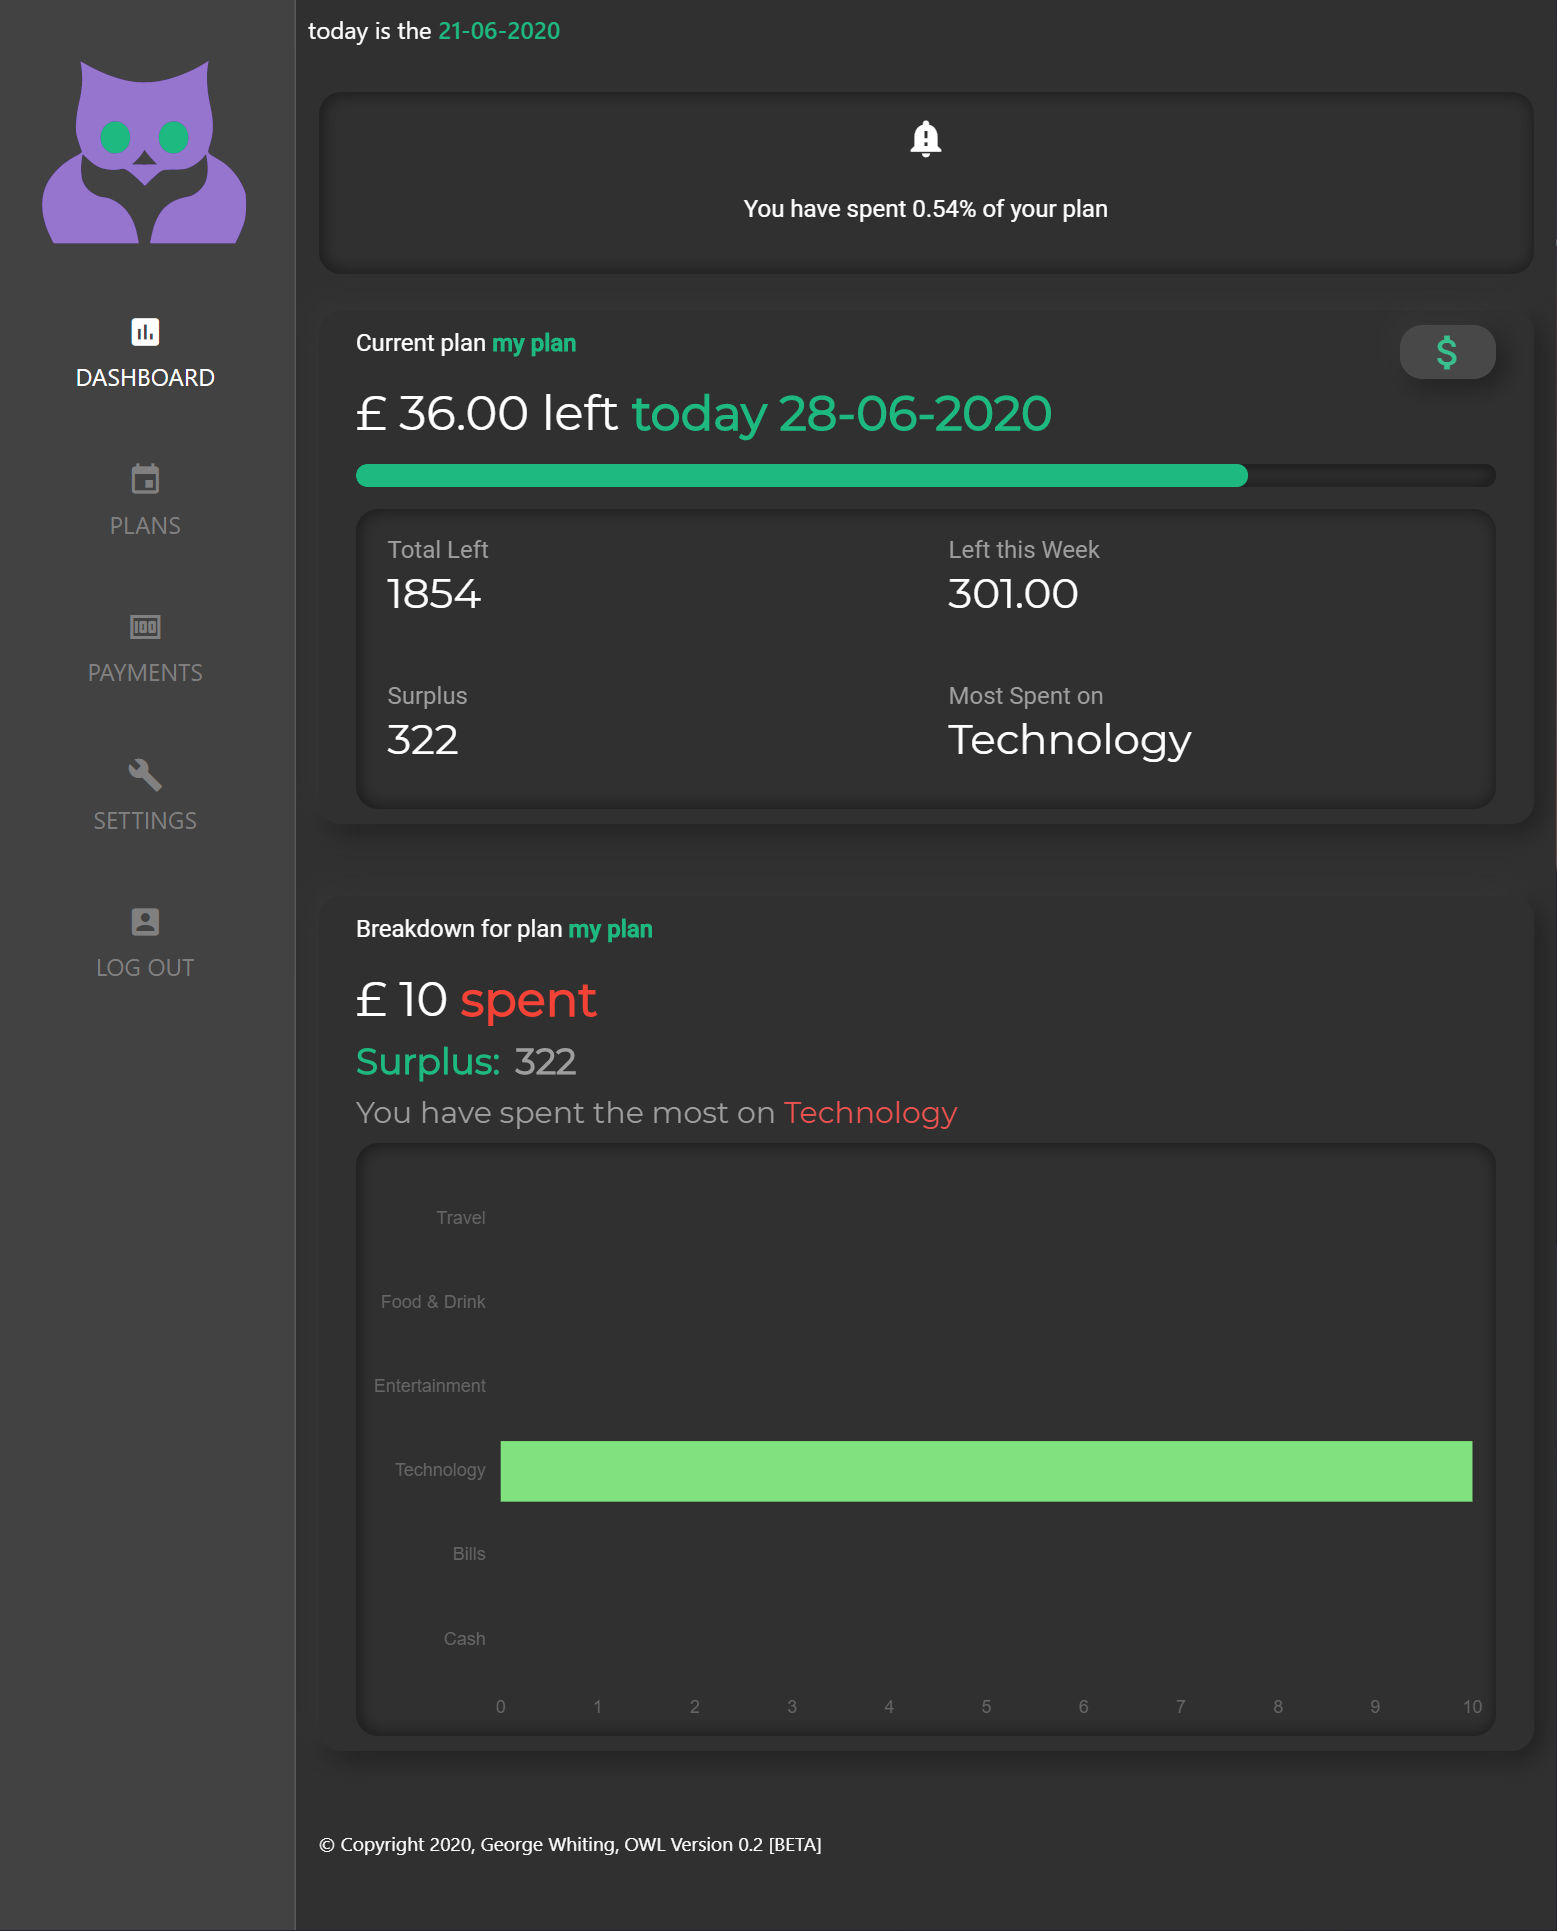 today is the 21-06-2020
You have spent 0.54% of your plan
DASHBOARD
PLANS
PAYMENTS
SETTINGS
LOG OUT
Current plan my plan
$
£ 36.00 left today 28-06-2020
Total Left
1854
Left this Week
301.00
Surplus
322
Most Spent on
Technology
Breakdown for plan my plan
£ 10 spent
Surplus: 322
You have spent the most on Technology
Travel
Food & Drink
Entertainment
Technology
Bills
Cash
0 1 2 3 4 5 6 7 8 9 10
© Copyright 2020, George Whiting, OWL Version 0.2 [BETA]